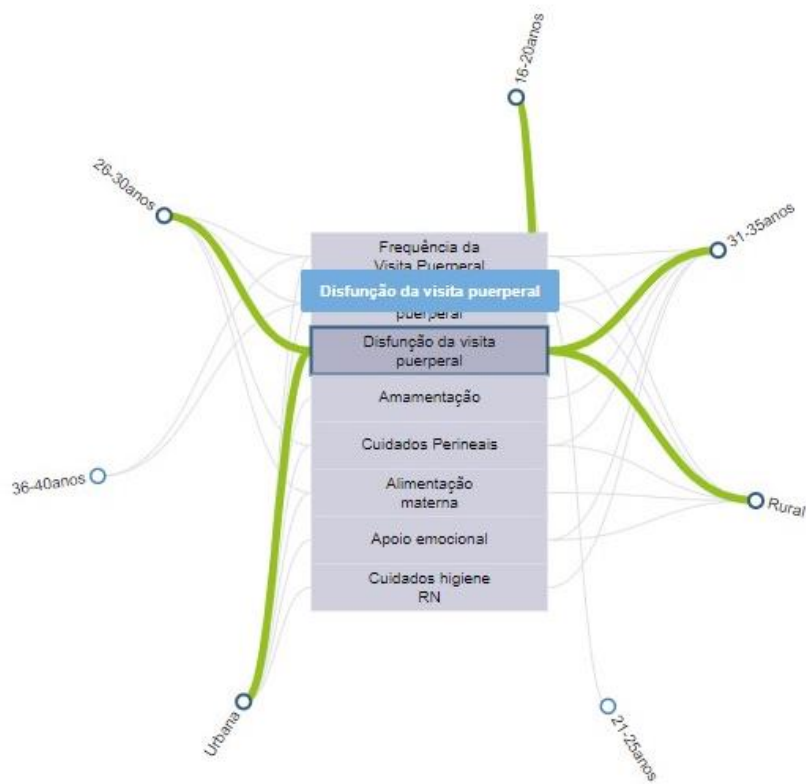 16-20anos
26-30anos
31-35anos
Frequência da
Visita Puerperal
Disfunção da visita puerperal
puerperal
Disfunção da visita
puerperal
Amamentação
Cuidados Perineais
36-40anos
Alimentação
materna
Rural
Apoio emocional
Cuidados higiene
RN
Urbana
21-25anos